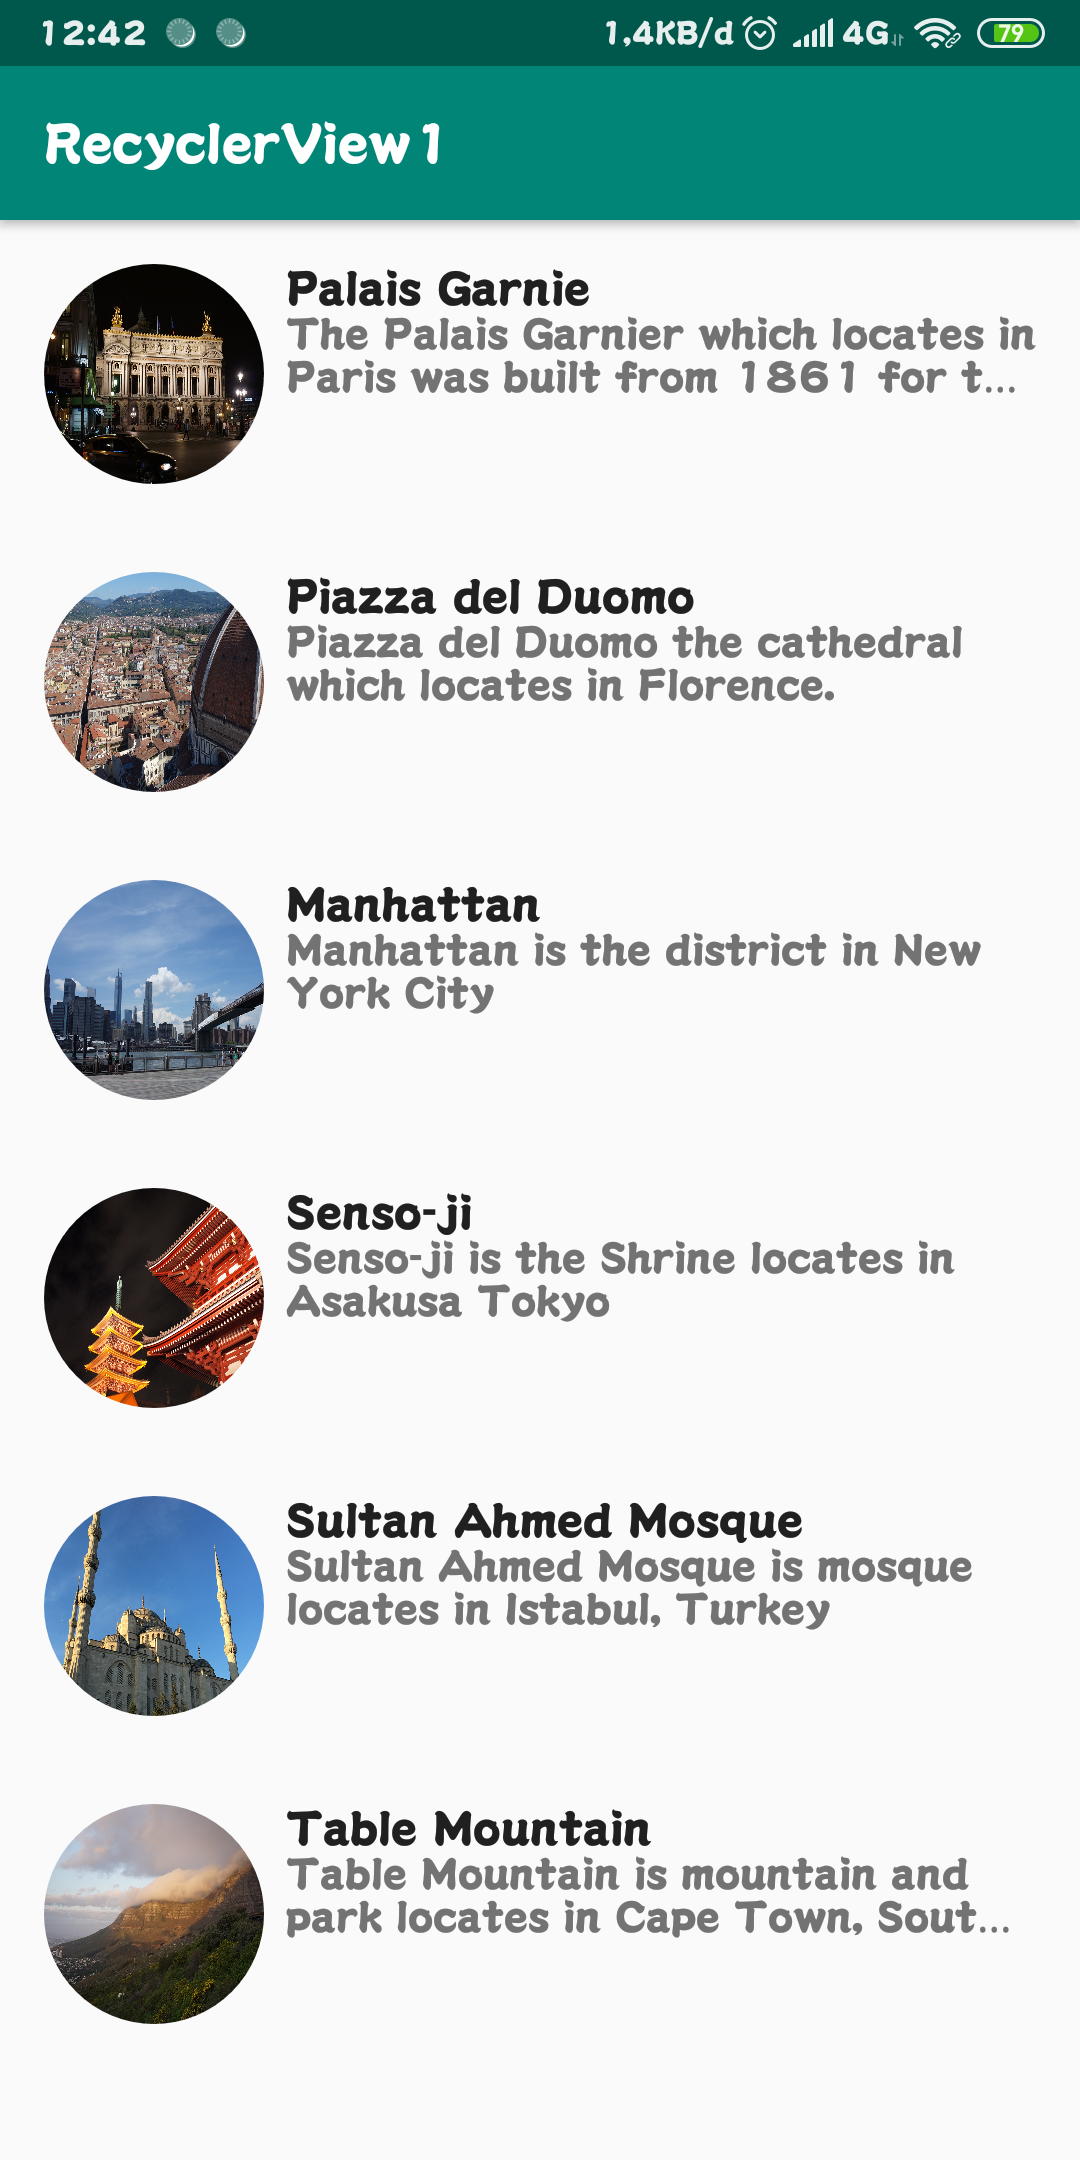 12:42 1,4KB/d 4G 79
RecyclerView1
Palais Garnie
The Palais Garnier which locates in
Paris was built from 1861 for t...
Piazza del Duomo
Piazza del Duomo the cathedral
which locates in Florence.
Manhattan
Manhattan is the district in New
York City
Senso-ji
Senso-ji is the Shrine locates in
Asakusa Tokyo
Sultan Ahmed Mosque
Sultan Ahmed Mosque is mosque
locates in Istabul, Turkey
Table Mountain
Table Mountain is mountain and
park locates in Cape Town, Sout...